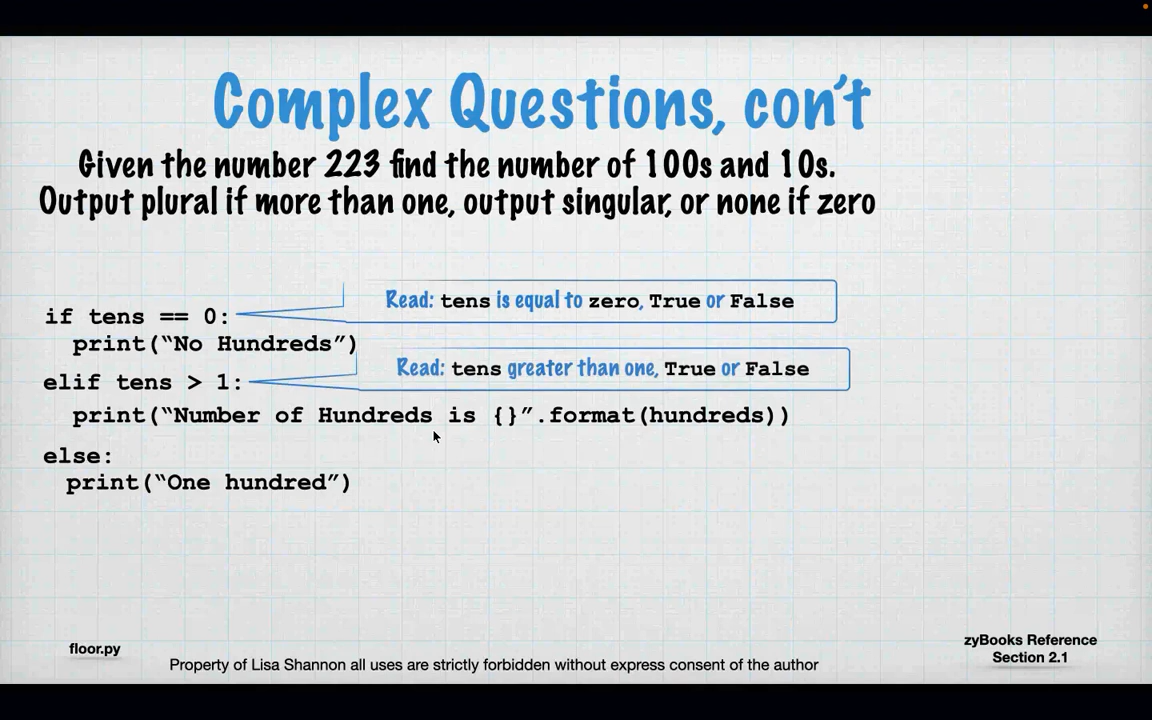 Complex Questions, con't
Given the number 223 find the number of 100s and 10s.
Output plural if more than one, output singular, or none if zero
Read: tens is equal to zero, True or False
if tens == 0:
print(“No Hundreds”)
Read: tens greater than one, True or False
elif tens > 1:
print(“Number of Hundreds is {}”.format(hundreds))
else:
print(“One hundred”)
floor.py
Property of Lisa Shannon all uses are strictly forbidden without express consent of the author
zyBooks Reference
Section 2.1